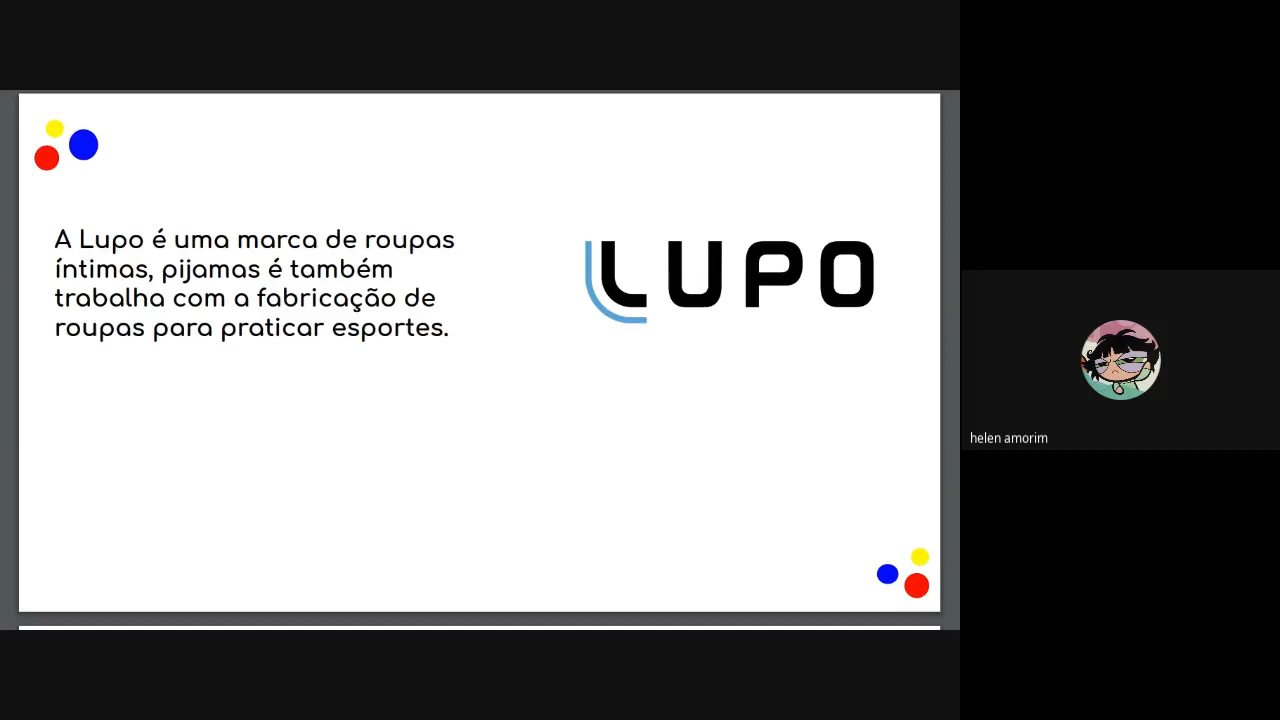 A Lupo é uma marca de roupas
íntimas, pijamas é também
trabalha com a fabricação de
roupas para praticar esportes.
LUPO
helen amorim